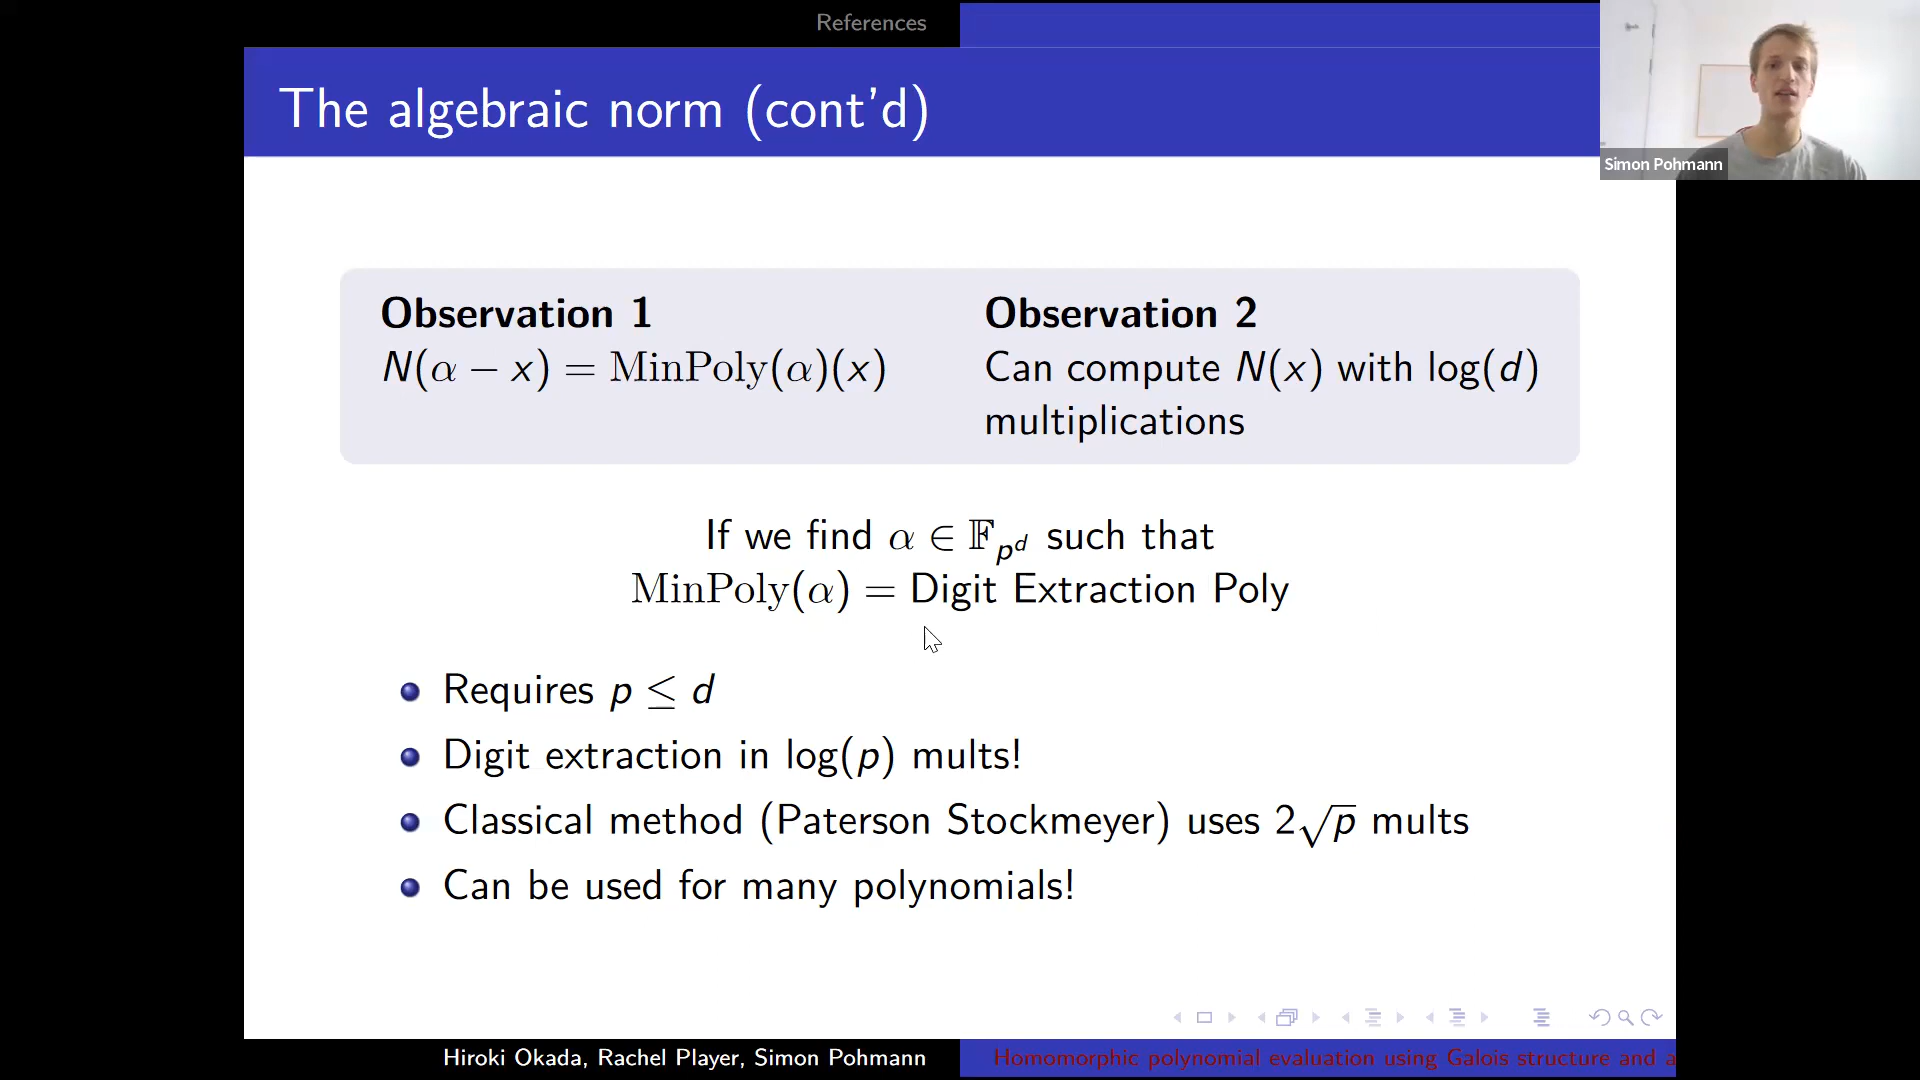 References
The algebraic norm (cont'd)
Simon Pohmann
Observation 1
N(α − x) = MinPoly(α)(x)
Observation 2
Can compute N(x) with log(d)
multiplications
If we find α ∈ 𝔽_{p^d} such that
MinPoly(α) = Digit Extraction Poly
Requires p ≤ d
Digit extraction in log(p) mults!
Classical method (Paterson Stockmeyer) uses 2√p mults
Can be used for many polynomials!
Hiroki Okada, Rachel Player, Simon Pohmann
Homomorphic polynomial evaluation using Galois structure and a